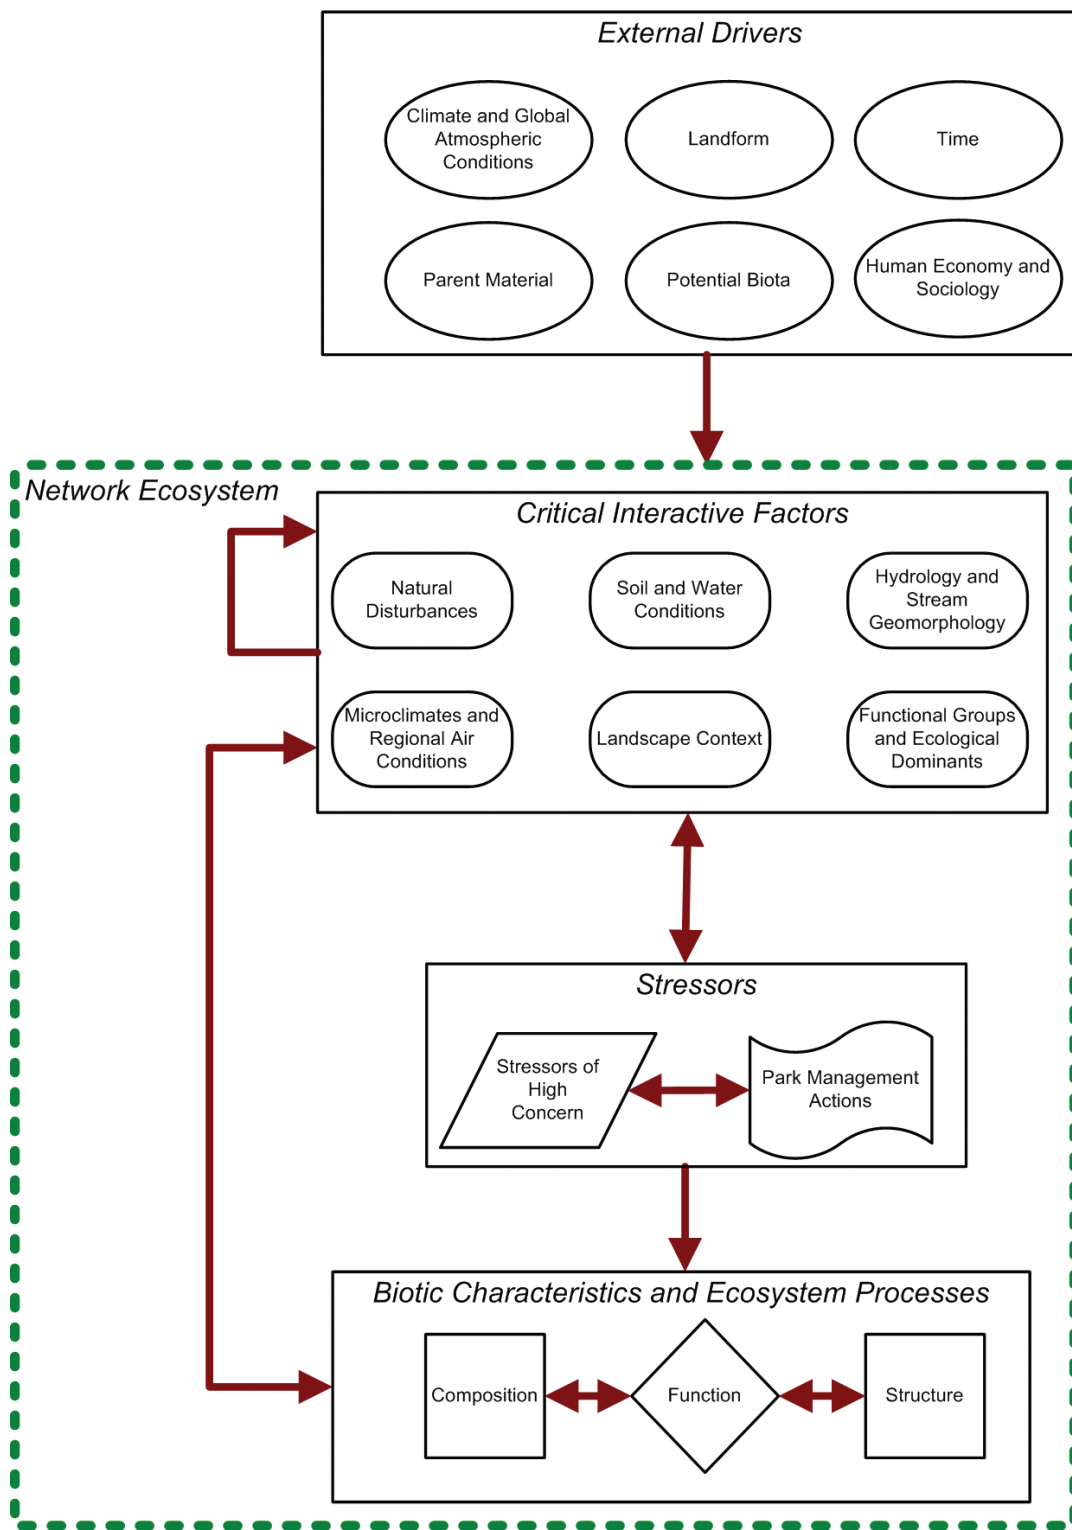 External Drivers
Climate and Global
Atmospheric
Conditions
Landform
Time
Parent Material
Potential Biota
Human Economy and
Sociology
Network Ecosystem
Critical Interactive Factors
Natural
Disturbances
Soil and Water
Conditions
Hydrology and
Stream
Geomorphology
Microclimates and
Regional Air
Conditions
Landscape Context
Functional Groups
and Ecological
Dominants
Stressors
Stressors of
High
Concern
Park Management
Actions
Biotic Characteristics and Ecosystem Processes
Composition
Function
Structure